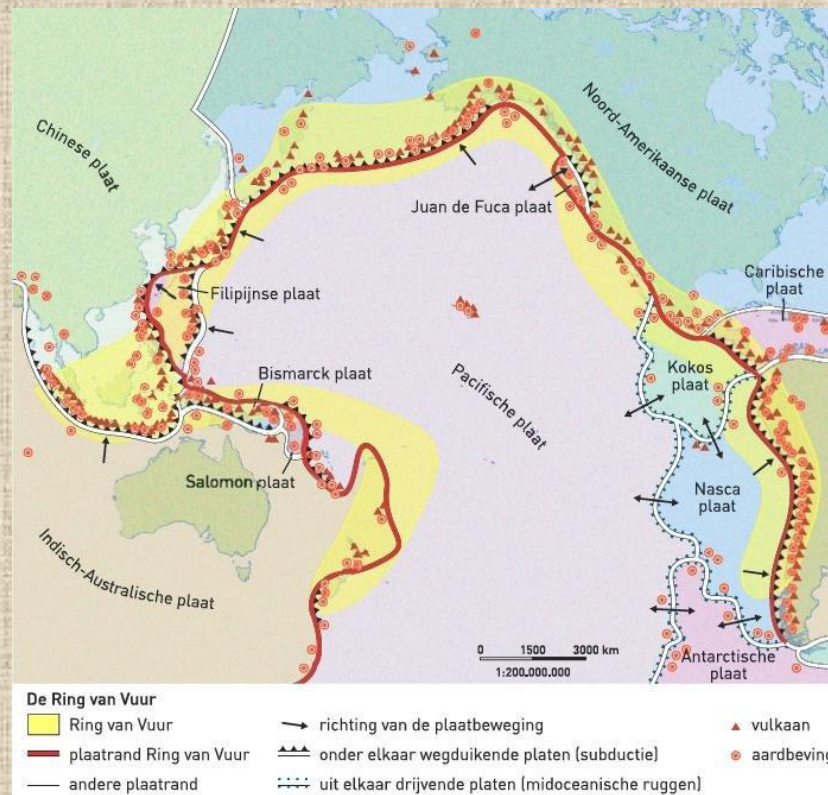 Chinese plaat
Noord-Amerikaanse plaat
Juan de Fuca plaat
Caribische
plaat
Filipijnse plaat
Bismarck plaat
Kokos
plaat
Pacifische plaat
Salomon plaat
Nasca
plaat
Indisch-Australische plaat
0 1500 3000 km
1:200.000.000
Antarctische
plaat
De Ring van Vuur
Ring van Vuur
plaatrand Ring van Vuur
andere plaatrand
richting van de plaatbeweging
onder elkaar wegduikende platen (subductie)
uit elkaar drijvende platen (midoceanische ruggen)
vulkaan
aardbeving